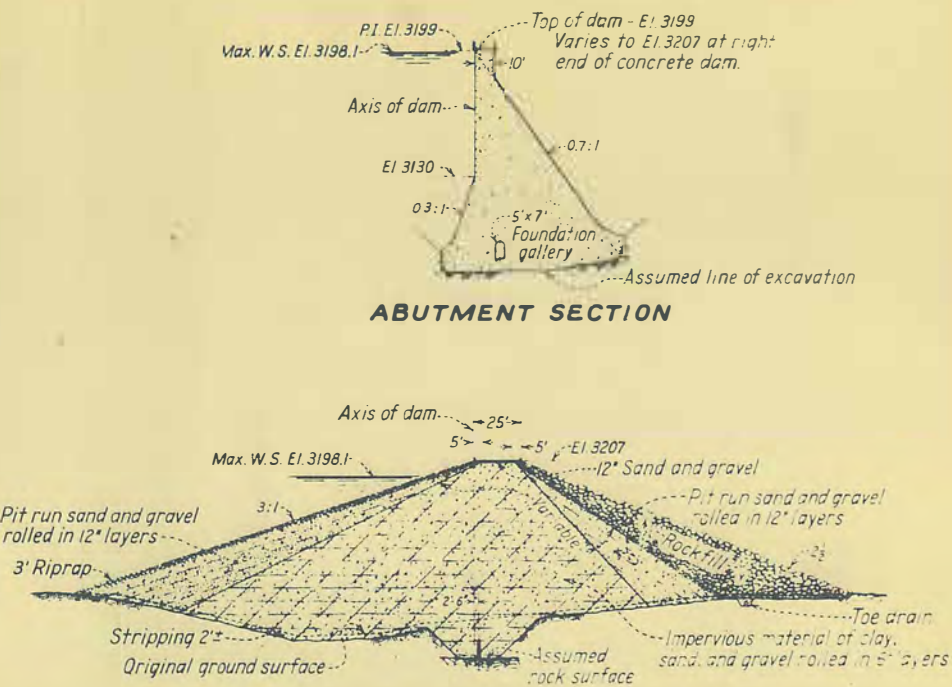 P.I. El. 3199
Max. W.S. El. 3198.1
Top of dam - El. 3199
Varies to El. 3207 at right
end of concrete dam.
10'
Axis of dam
0.7:1
El. 3130
0.3:1
5' x 7'
Foundation
gallery
Assumed line of excavation
ABUTMENT SECTION
Axis of dam
25'
5'
5'
El. 3207
Max. W.S. El. 3198.1
12" Sand and gravel
3:1
Pit run sand and gravel
rolled in 12" layers
Pit run sand and gravel
rolled in 12" layers
Variable
Rockfill
3' Riprap
Toe drain
Stripping 2'±
Impervious material of clay,
sand, and gravel rolled in 6" layers
Original ground surface
Assumed
rock surface